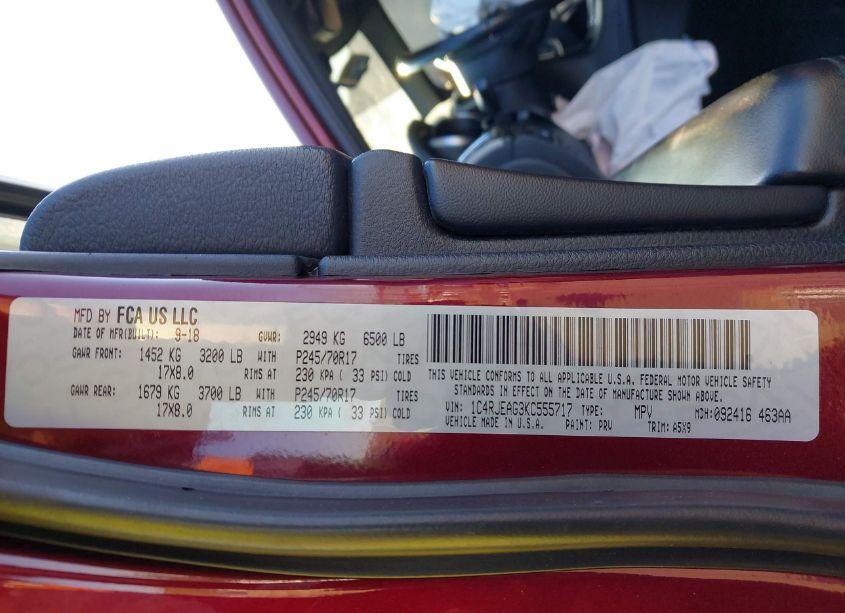 MFD BY FCA US LLC
DATE OF MFR(BUILT): 9-18 GVWR: 2949 KG 6500 LB
GAWR FRONT: 1452 KG 3200 LB WITH P245/70R17 TIRES
17X8.0 RIMS AT 230 KPA ( 33 PSI) COLD
GAWR REAR: 1679 KG 3700 LB WITH P245/70R17 TIRES
17X8.0 RIMS AT 230 KPA ( 33 PSI) COLD
THIS VEHICLE CONFORMS TO ALL APPLICABLE U.S.A. FEDERAL MOTOR VEHICLE SAFETY
STANDARDS IN EFFECT ON THE DATE OF MANUFACTURE SHOWN ABOVE.
VIN: 1C4RJEAG3KC555717 TYPE: MPV MDH:092416 463AA
VEHICLE MADE IN U.S.A. PAINT: PRV TRIM: A5X9